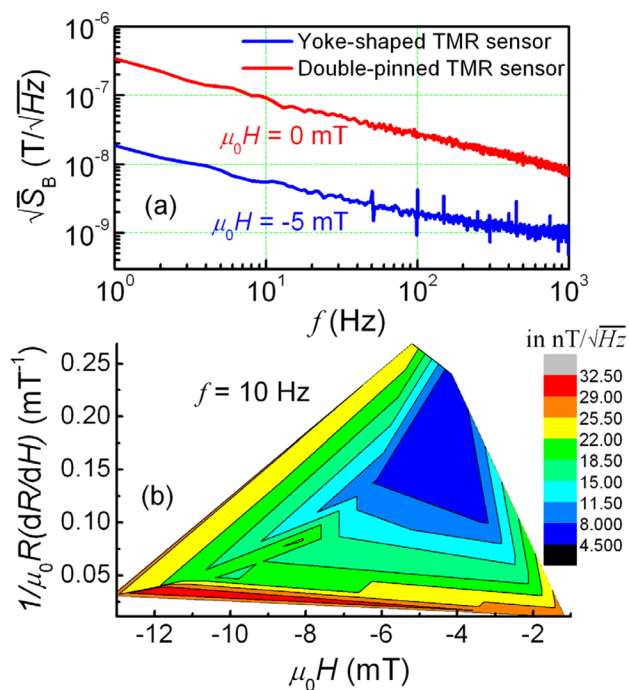 10^-6
10^-7
10^-8
10^-9
√S_B (T/√Hz)
Yoke-shaped TMR sensor
Double-pinned TMR sensor
μ₀H = 0 mT
(a)
μ₀H = -5 mT
10^0 10^1 10^2 10^3
f (Hz)
in nT/√Hz
32.50
29.00
25.50
22.00
18.50
15.00
11.50
8.000
4.500
0.25
0.20
0.15
0.10
0.05
1/μ₀R(dR/dH) (mT^-1)
f = 10 Hz
(b)
-12 -10 -8 -6 -4 -2
μ₀H (mT)